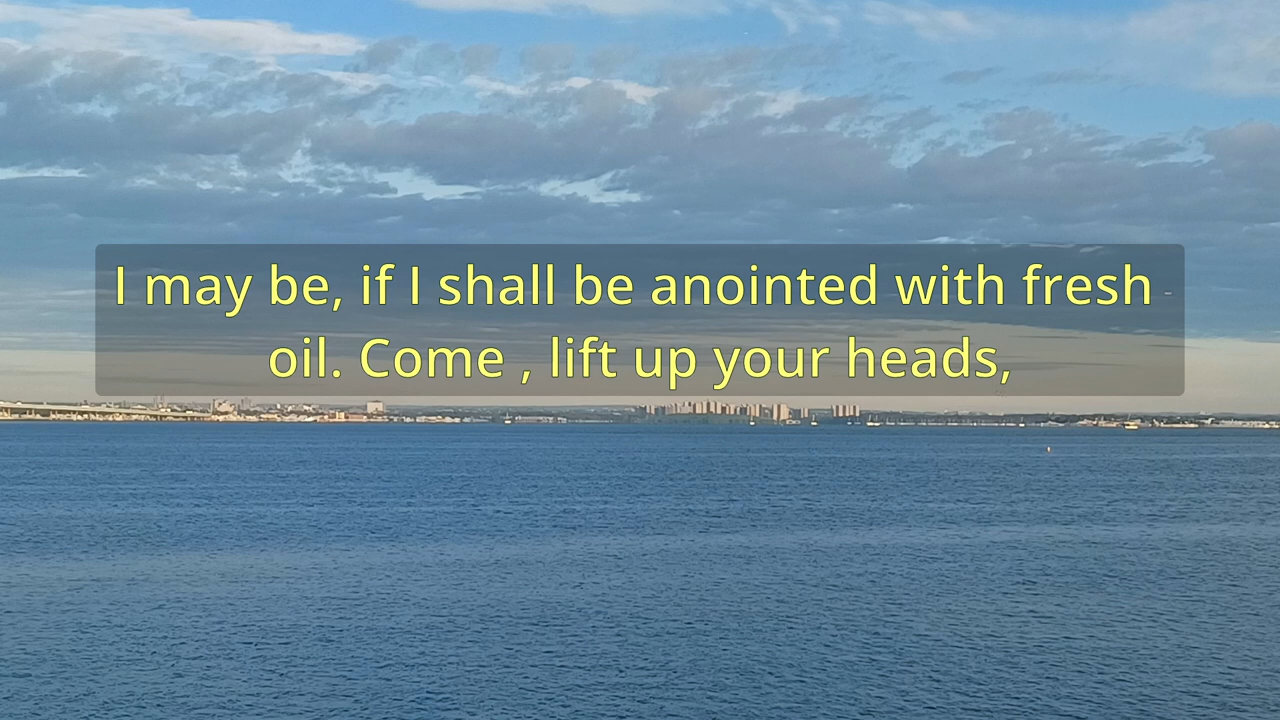 I may be, if I shall be anointed with fresh
oil. Come , lift up your heads,